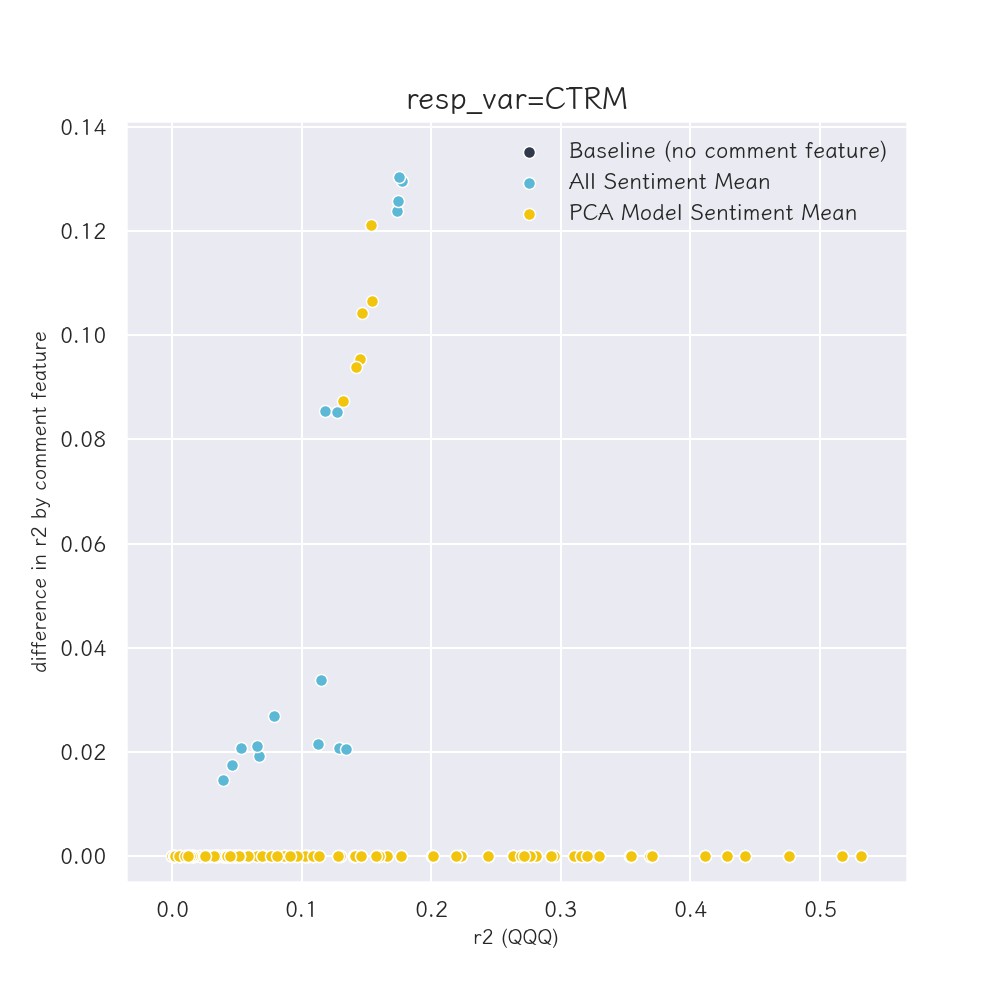 resp_var=CTRM
0.14
0.12
0.10
0.08
0.06
0.04
0.02
0.00
difference in r2 by comment feature
Baseline (no comment feature)
All Sentiment Mean
PCA Model Sentiment Mean
0.0 0.1 0.2 0.3 0.4 0.5
r2 (QQQ)